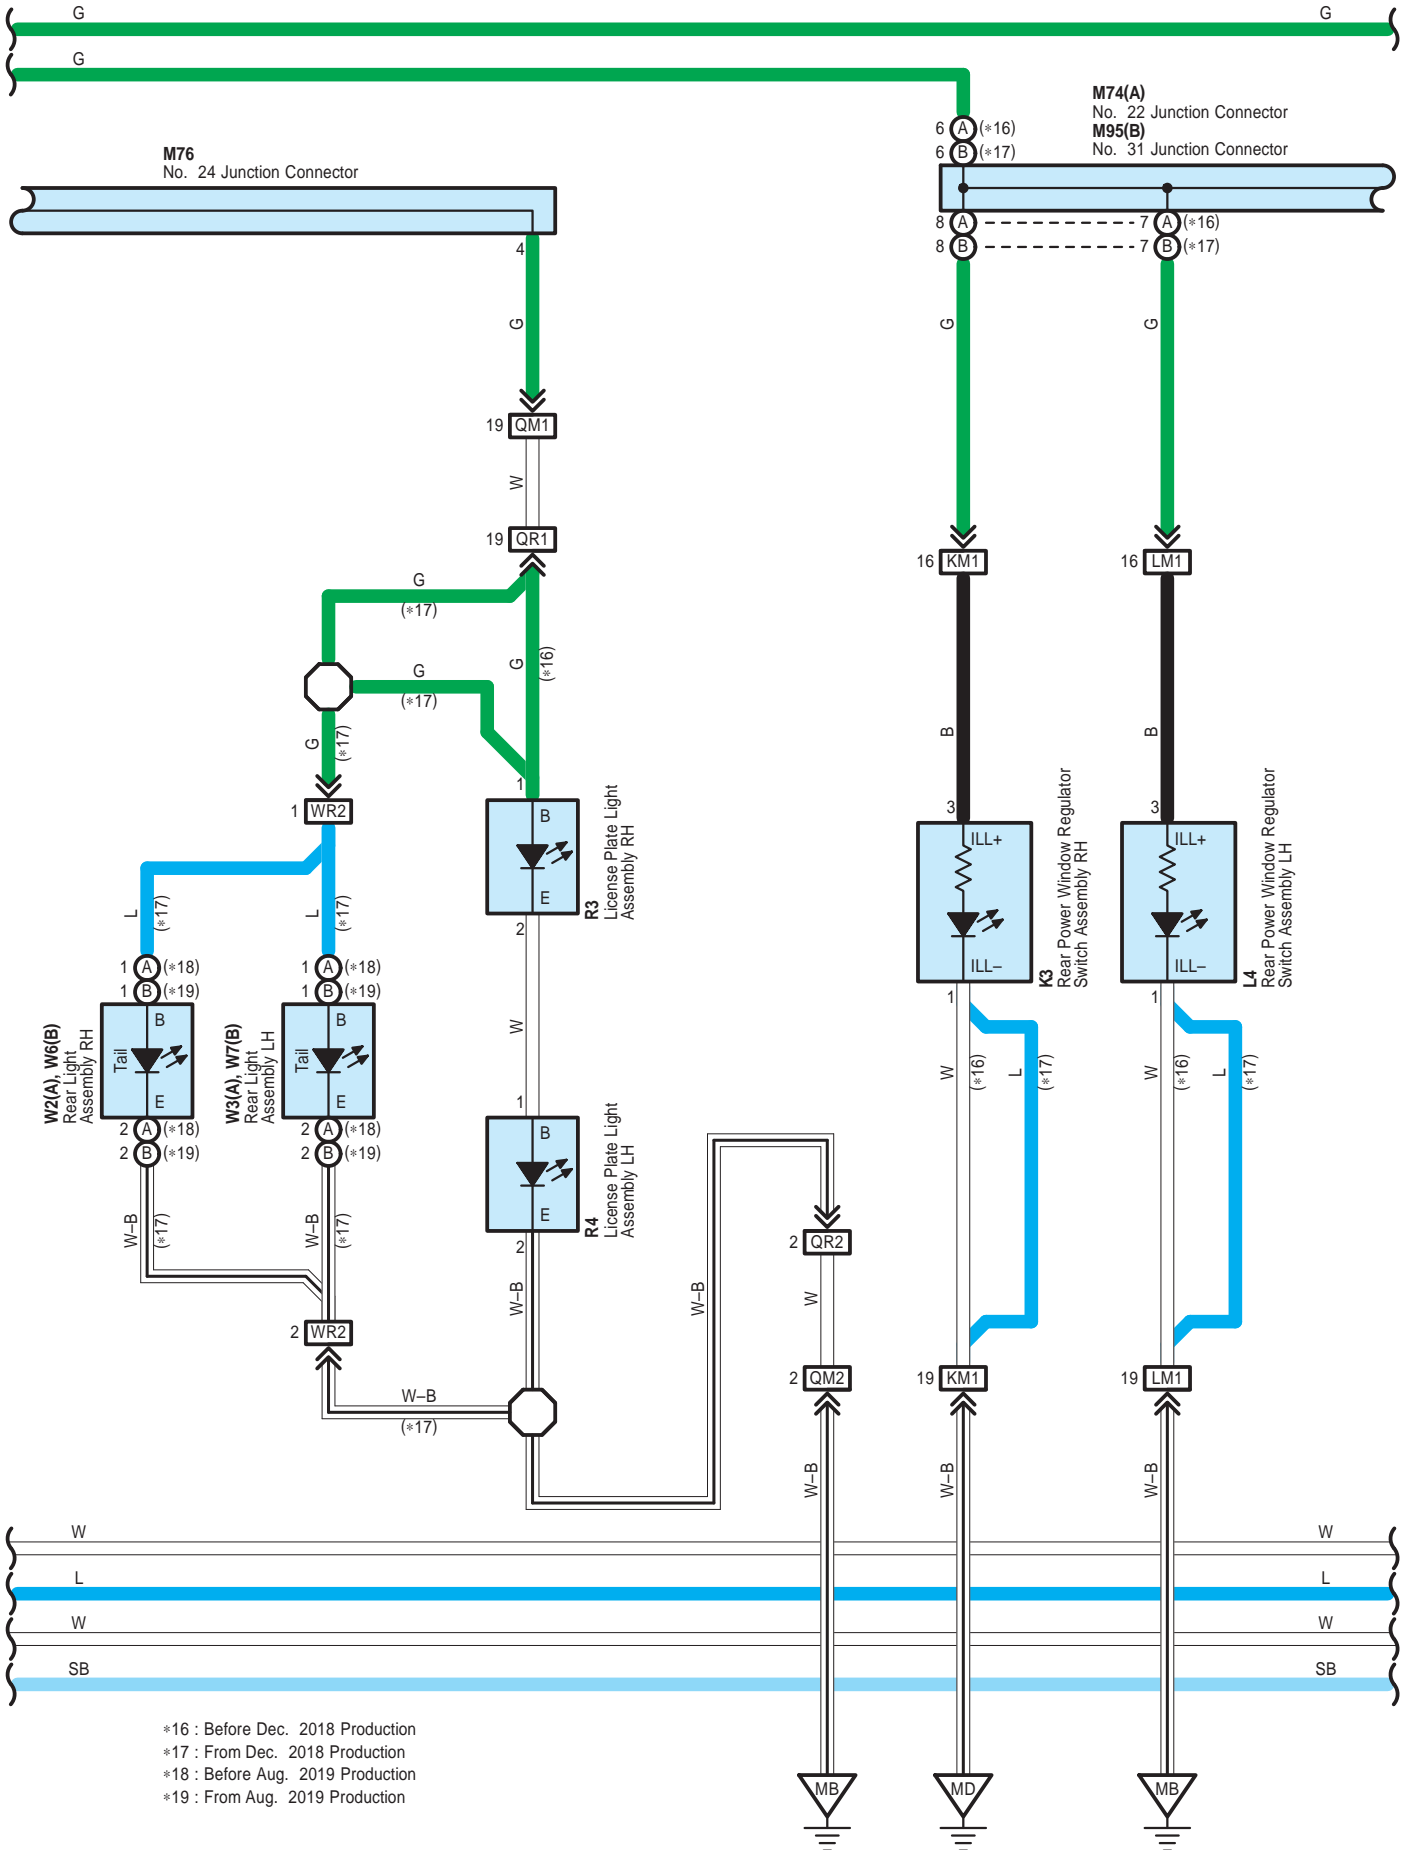 G
G
G
M74(A)
No. 22 Junction Connector
M95(B)
No. 31 Junction Connector
6 A (*16)
6 B (*17)
M76
No. 24 Junction Connector
8 A
7 A (*16)
8 B
7 B (*17)
4
G
G
G
19 QM1
W
19 QR1
16 KM1
16 LM1
G
(*17)
G
(*16)
G
(*17)
G
(*17)
B
B
1
1 WR2
B
E
R3
License Plate Light
Assembly RH
2
3
ILL+
ILL–
K3
Rear Power Window Regulator
Switch Assembly RH
1
3
ILL+
ILL–
L4
Rear Power Window Regulator
Switch Assembly LH
1
L
(*17)
L
(*17)
1 A (*18)
1 B (*19)
1 A (*18)
1 B (*19)
W2(A), W6(B)
Rear Light
Assembly RH
Tail
B
E
W3(A), W7(B)
Rear Light
Assembly LH
Tail
B
E
W
W
(*16)
L
(*17)
W
(*16)
L
(*17)
2 A (*18)
2 B (*19)
2 A (*18)
2 B (*19)
1
B
E
R4
License Plate Light
Assembly LH
2
W–B
(*17)
W–B
(*17)
W–B
W–B
2 QR2
W
2 WR2
2 QM2
19 KM1
19 LM1
W–B
(*17)
W–B
W–B
W–B
W
W
L
L
W
W
SB
SB
*16 : Before Dec. 2018 Production
*17 : From Dec. 2018 Production
*18 : Before Aug. 2019 Production
*19 : From Aug. 2019 Production
MB
MD
MB